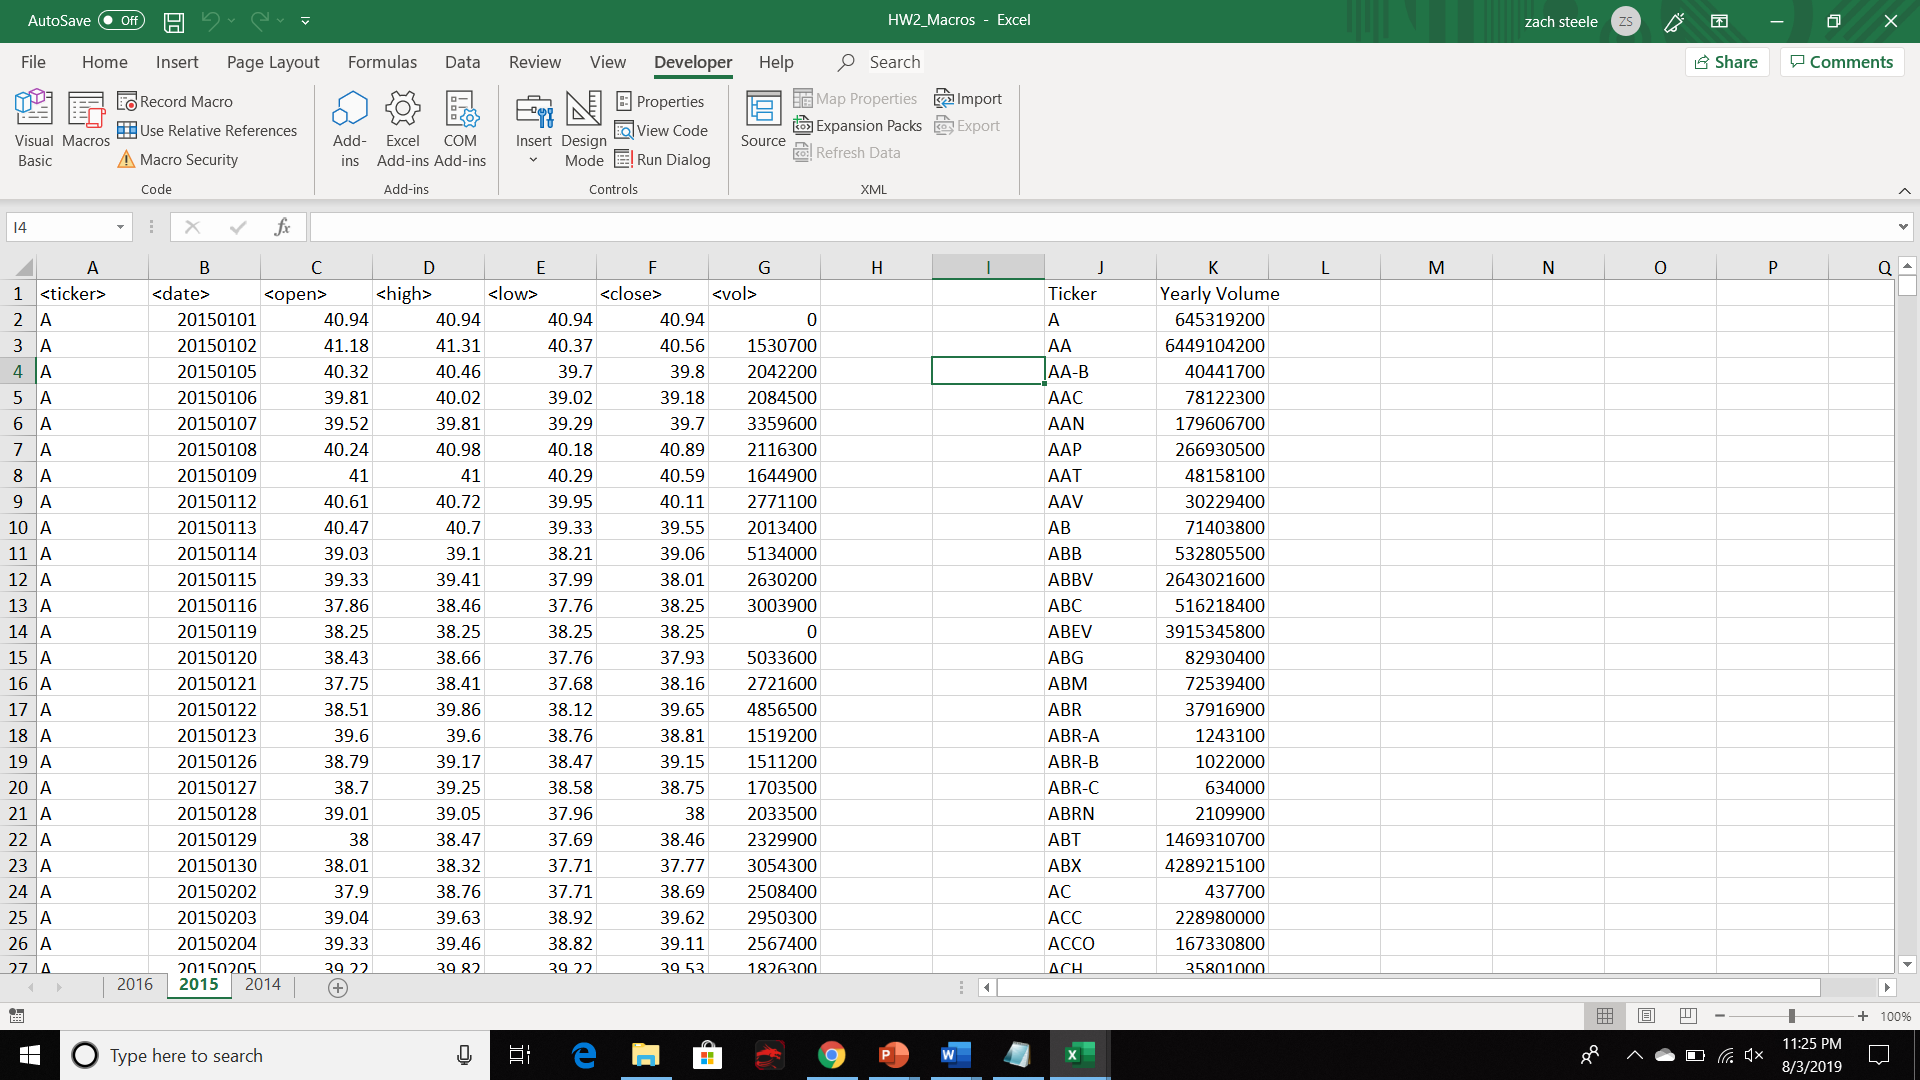 AutoSave Off
HW2_Macros - Excel
zach steele ZS
File Home Insert Page Layout Formulas Data Review View Developer Help Search Share Comments
Visual Basic
Macros
Record Macro
Use Relative References
Macro Security
Code
Add-ins
Excel Add-ins
COM Add-ins
Add-ins
Insert
Design Mode
Properties
View Code
Run Dialog
Controls
Source
Map Properties
Expansion Packs
Refresh Data
Import
Export
XML
I4
fx
A B C D E F G H I J K L M N O P Q
1 <ticker> <date> <open> <high> <low> <close> <vol> Ticker Yearly Volume
2 A 20150101 40.94 40.94 40.94 40.94 0 A 645319200
3 A 20150102 41.18 41.31 40.37 40.56 1530700 AA 6449104200
4 A 20150105 40.32 40.46 39.7 39.8 2042200 AA-B 40441700
5 A 20150106 39.81 40.02 39.02 39.18 2084500 AAC 78122300
6 A 20150107 39.52 39.81 39.29 39.7 3359600 AAN 179606700
7 A 20150108 40.24 40.98 40.18 40.89 2116300 AAP 266930500
8 A 20150109 41 41 40.29 40.59 1644900 AAT 48158100
9 A 20150112 40.61 40.72 39.95 40.11 2771100 AAV 30229400
10 A 20150113 40.47 40.7 39.33 39.55 2013400 AB 71403800
11 A 20150114 39.03 39.1 38.21 39.06 5134000 ABB 532805500
12 A 20150115 39.33 39.41 37.99 38.01 2630200 ABBV 2643021600
13 A 20150116 37.86 38.46 37.76 38.25 3003900 ABC 516218400
14 A 20150119 38.25 38.25 38.25 38.25 0 ABEV 3915345800
15 A 20150120 38.43 38.66 37.76 37.93 5033600 ABG 82930400
16 A 20150121 37.75 38.41 37.68 38.16 2721600 ABM 72539400
17 A 20150122 38.51 39.86 38.12 39.65 4856500 ABR 37916900
18 A 20150123 39.6 39.6 38.76 38.81 1519200 ABR-A 1243100
19 A 20150126 38.79 39.17 38.47 39.15 1511200 ABR-B 1022000
20 A 20150127 38.7 39.25 38.58 38.75 1703500 ABR-C 634000
21 A 20150128 39.01 39.05 37.96 38 2033500 ABRN 2109900
22 A 20150129 38 38.47 37.69 38.46 2329900 ABT 1469310700
23 A 20150130 38.01 38.32 37.71 37.77 3054300 ABX 4289215100
24 A 20150202 37.9 38.76 37.71 38.69 2508400 AC 437700
25 A 20150203 39.04 39.63 38.92 39.62 2950300 ACC 228980000
26 A 20150204 39.33 39.46 38.82 39.11 2567400 ACCO 167330800
27 A 20150205 39.22 39.82 39.22 39.53 1826300 ACH 35801000
2016 2015 2014
100%
Type here to search
11:25 PM
8/3/2019